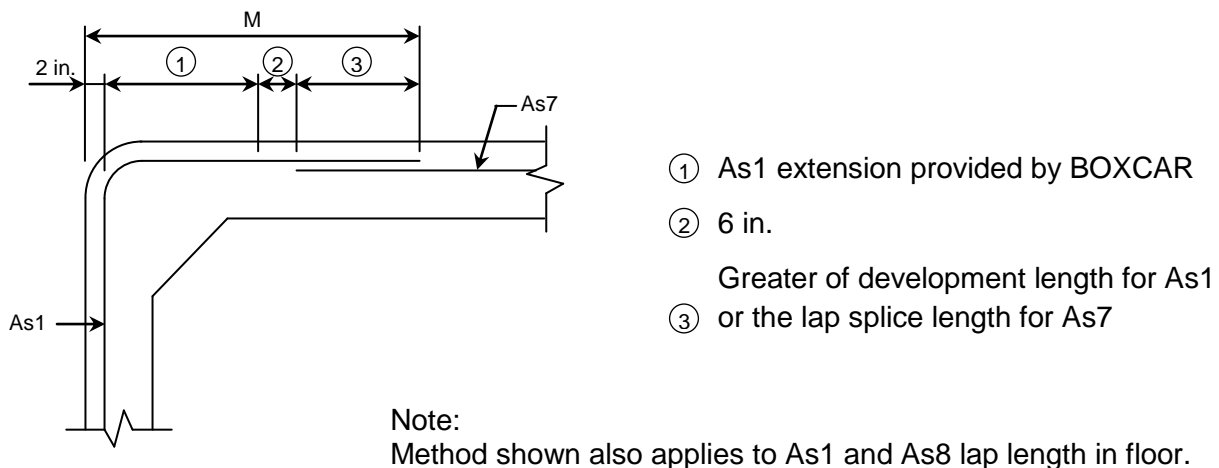 M
2 in.
1
2
3
As7
As1
1 As1 extension provided by BOXCAR
2 6 in.
Greater of development length for As1
3 or the lap splice length for As7
Note:
Method shown also applies to As1 and As8 lap length in floor.